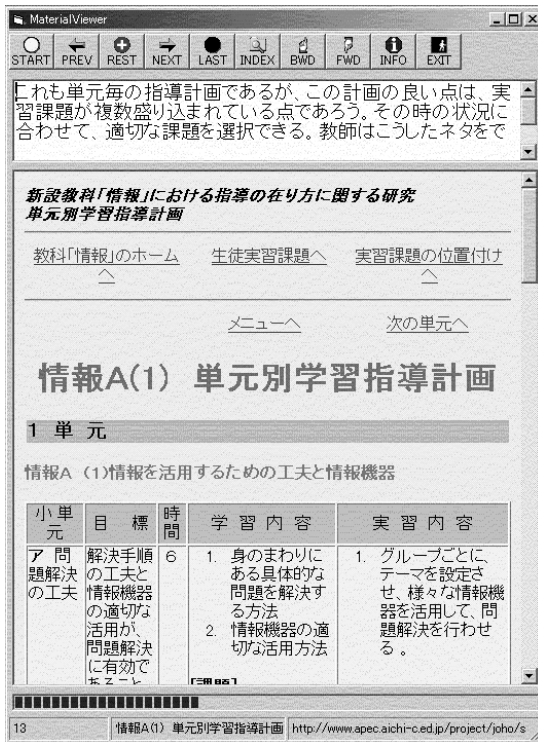 MaterialViewer
START PREV REST NEXT LAST INDEX BWD FWD INFO EXIT
これも単元毎の指導計画であるが、この計画の良い点は、実
習課題が複数盛り込まれている点であろう。その時の状況に
合わせて、適切な課題を選択できる。教師はこうしたネタをで
新設教科「情報」における指導の在り方に関する研究
単元別学習指導計画
教科「情報」のホーム
へ
生徒実習課題へ
実習課題の位置付け
へ
メニューへ 次の単元へ
情報A(1) 単元別学習指導計画
1 単 元
情報A (1)情報を活用するための工夫と情報機器
小単
元
目 標
時
間
学 習 内 容
実 習 内 容
ア 問
題解決
の工夫
解決手順
の工夫と
情報機器
の適切な
活用が、
問題解決
に有効で
あること
6
1. 身のまわりに
ある具体的な
問題を解決す
る方法
2. 情報機器の適
切な活用方法
[課題]
1. グループごとに、
テーマを設定さ
せ、様々な情報機
器を活用して、問
題解決を行わせ
る。
13 情報A(1) 単元別学習指導計画 http://www.apec.aichi-c.ed.jp/project/joho/s